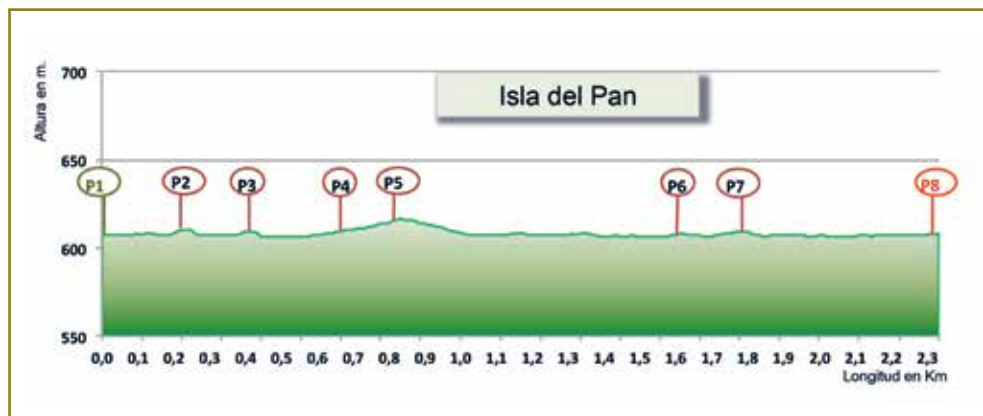 Isla del Pan
Altura en m.
700
650
600
550
P1 P2 P3 P4 P5 P6 P7 P8
0,0 0,1 0,2 0,3 0,4 0,5 0,6 0,7 0,8 0,9 1,0 1,2 1,3 1,4 1,5 1,6 1,7 1,8 1,9 2,0 2,1 2,2 2,3
Longitud en Km